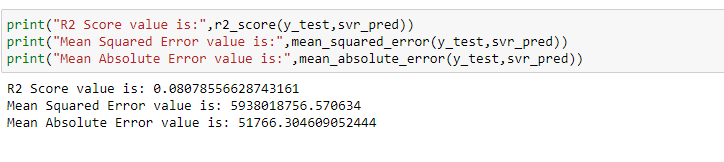 print("R2 Score value is:",r2_score(y_test,svr_pred))
print("Mean Squared Error value is:",mean_squared_error(y_test,svr_pred))
print("Mean Absolute Error value is:",mean_absolute_error(y_test,svr_pred))
R2 Score value is: 0.08078556628743161
Mean Squared Error value is: 5938018756.570634
Mean Absolute Error value is: 51766.304609052444